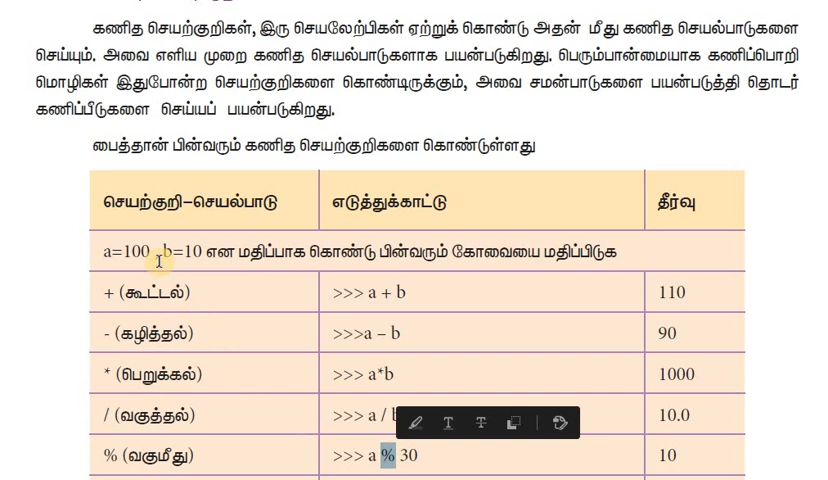 கணித செயற்குறிகள், இரு செயலேற்பிகள் ஏற்றுக் கொண்டு அதன் மீது கணித செயல்பாடுகளை
செய்யும். அவை எளிய முறை கணித செயல்பாடுகளாக பயன்படுகிறது. பெரும்பான்மையாக கணிப்பொறி
மொழிகள் இதுபோன்ற செயற்குறிகளை கொண்டிருக்கும், அவை சமன்பாடுகளை பயன்படுத்தி தொடர்
கணிப்பீடுகளை செய்யப் பயன்படுகிறது.
பைத்தான் பின்வரும் கணித செயற்குறிகளை கொண்டுள்ளது
செயற்குறி-செயல்பாடு எடுத்துக்காட்டு தீர்வு
a=100 b=10 என மதிப்பாக கொண்டு பின்வரும் கோவையை மதிப்பிடுக
+ (கூட்டல்) >>> a + b 110
- (கழித்தல்) >>>a – b 90
* (பெறுக்கல்) >>> a*b 1000
/ (வகுத்தல்) >>> a / 10.0
% (வகுமீது) >>> a % 30 10